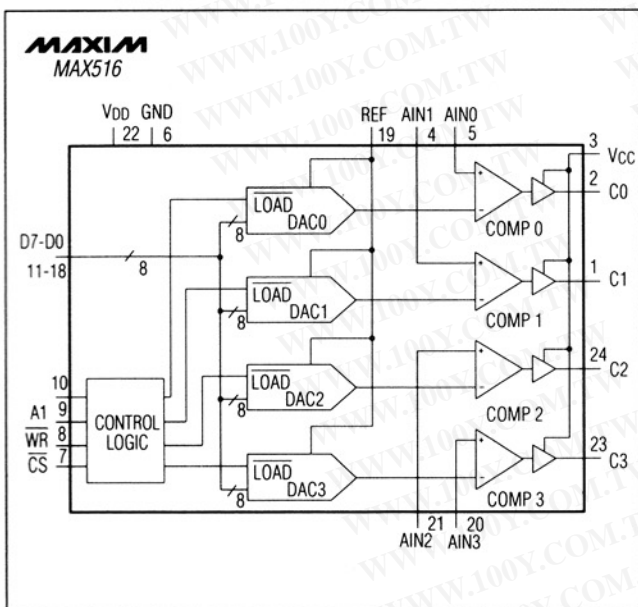 MAXIM
MAX516
VDD GND
22 6
REF AIN1 AIN0
19 4 5
3 VCC
2 C0
LOAD
DAC0
8
COMP 0
D7-D0
11-18
8
1 C1
LOAD
DAC1
8
COMP 1
24 C2
LOAD
DAC2
8
COMP 2
10
A1 9
WR 8
CS 7
CONTROL
LOGIC
23 C3
LOAD
DAC3
8
COMP 3
21 20
AIN2 AIN3
WWW.100Y.COM.TW